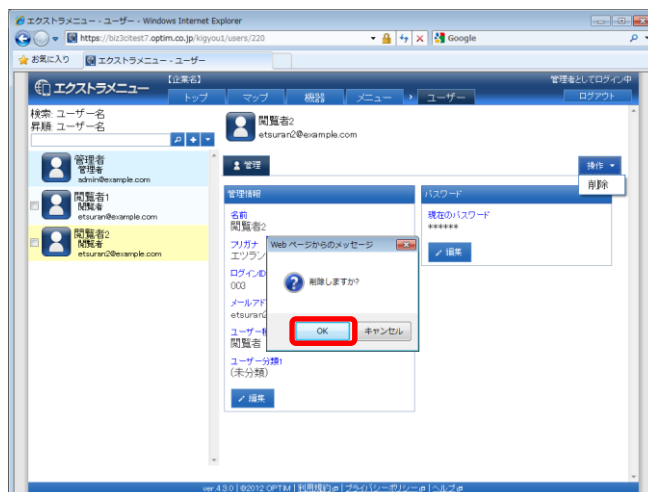 エクストラメニュー - ユーザー - Windows Internet Explorer
https://biz3citest7.optim.co.jp/kigyou1/users/220
Google
お気に入り
エクストラメニュー - ユーザー
エクストラメニュー
【企業名】
管理者としてログイン中
トップ
マップ
機器
メニュー
ユーザー
ログアウト
検索: ユーザー名
昇順: ユーザー名
管理者
管理者
admin@example.com
閲覧者1
閲覧者
etsuran@example.com
閲覧者2
閲覧者
etsuran2@example.com
閲覧者2
etsuran2@example.com
管理
操作
削除
管理情報
名前
閲覧者2
フリガナ
エツラン
ログインID
003
メールアド
etsuran2
ユーザー
閲覧者
ユーザー分類1
(未分類)
編集
パスワード
現在のパスワード
******
編集
Web ページからのメッセージ
削除しますか?
OK
キャンセル
ver.4.3.0 | ©2012 OPTiM | 利用規約 | プライバシーポリシー | ヘルプ